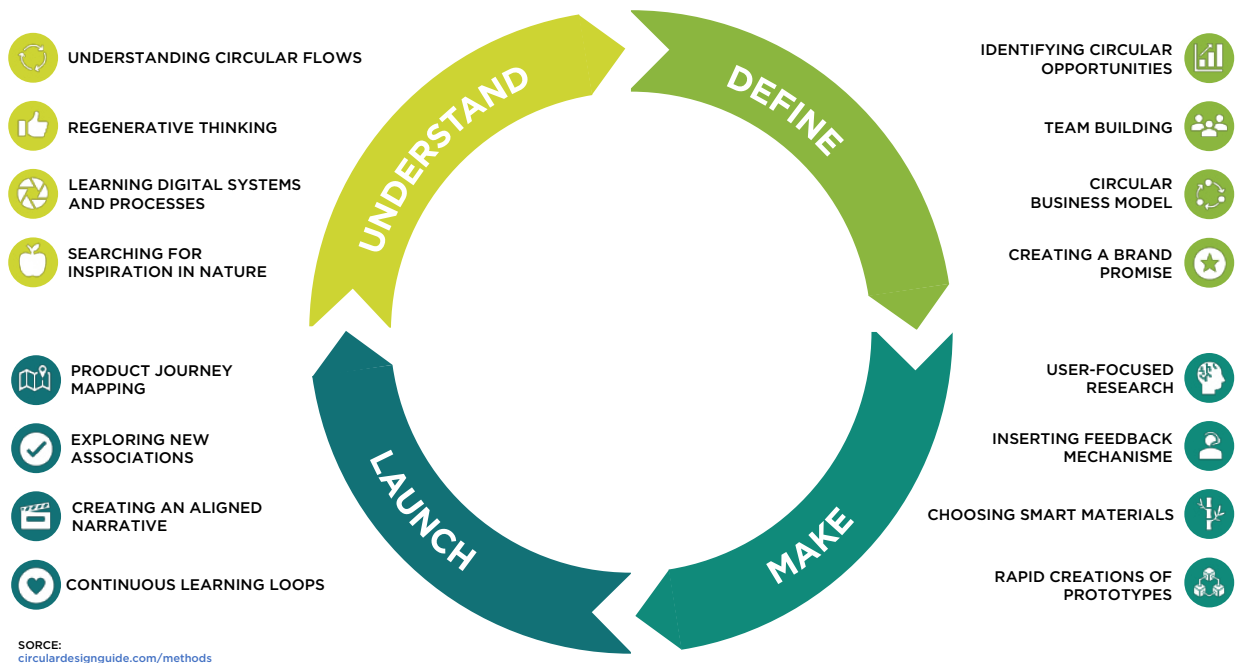 UNDERSTANDING CIRCULAR FLOWS
REGENERATIVE THINKING
LEARNING DIGITAL SYSTEMS
AND PROCESSES
SEARCHING FOR
INSPIRATION IN NATURE
UNDERSTAND
DEFINE
IDENTIFYING CIRCULAR
OPPORTUNITIES
TEAM BUILDING
CIRCULAR
BUSINESS MODEL
CREATING A BRAND
PROMISE
PRODUCT JOURNEY
MAPPING
EXPLORING NEW
ASSOCIATIONS
CREATING AN ALIGNED
NARRATIVE
CONTINUOUS LEARNING LOOPS
LAUNCH
MAKE
USER-FOCUSED
RESEARCH
INSERTING FEEDBACK
MECHANISME
CHOOSING SMART MATERIALS
RAPID CREATIONS OF
PROTOTYPES
SORCE:
circulardesignguide.com/methods